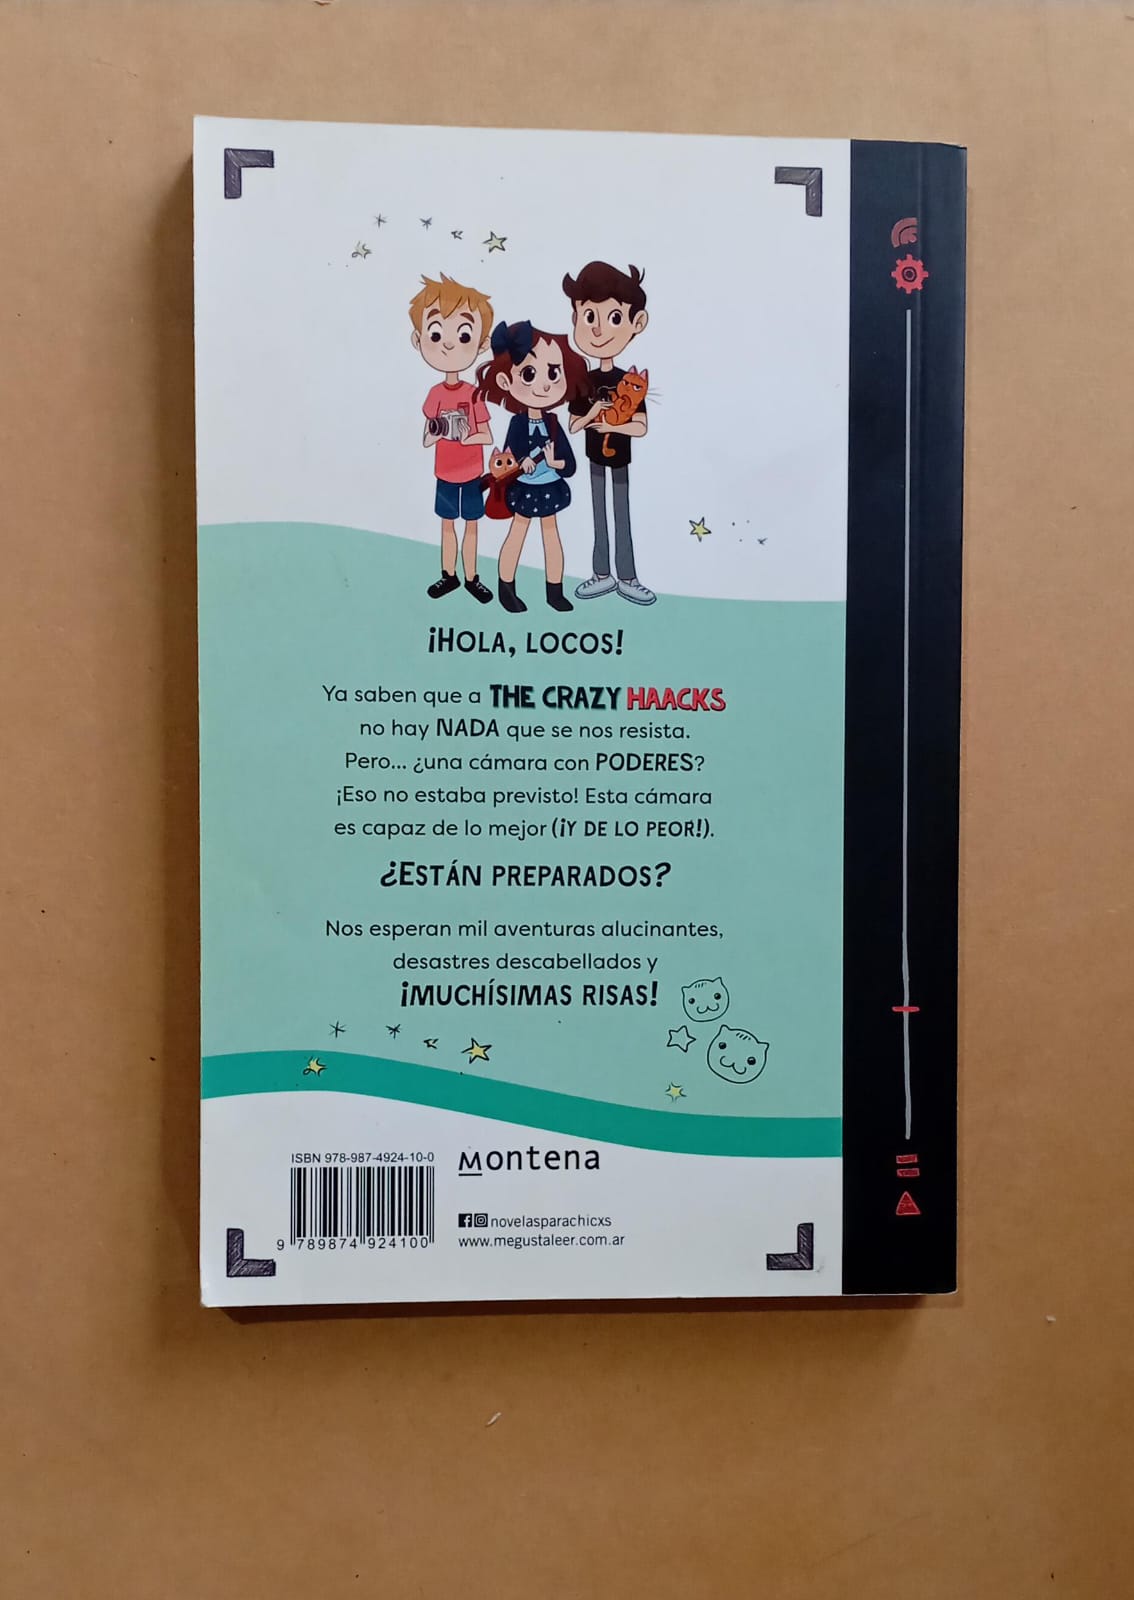 ¡HOLA, LOCOS!
Ya saben que a THE CRAZY HAACKS
no hay NADA que se nos resista.
Pero... ¿una cámara con PODERES?
¡Eso no estaba previsto! Esta cámara
es capaz de lo mejor (¡Y DE LO PEOR!).
¿ESTÁN PREPARADOS?
Nos esperan mil aventuras alucinantes,
desastres descabellados y
¡MUCHÍSIMAS RISAS!
ISBN 978-987-4924-10-0
9 789874 924100
Montena
novelasparachicxs
www.megustaleer.com.ar